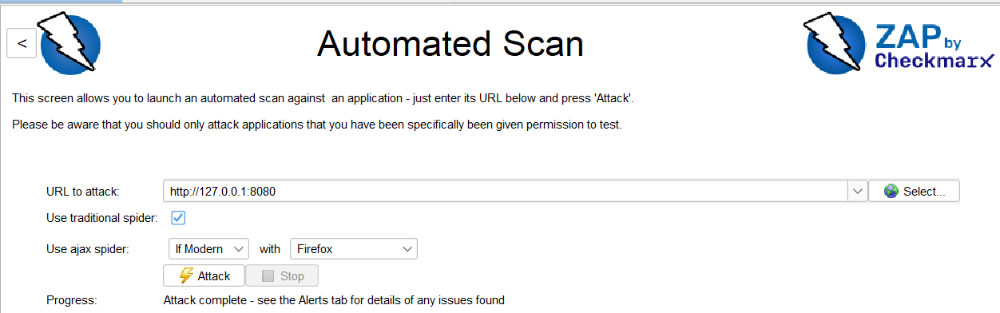 <
Automated Scan
ZAP by
Checkmarx
This screen allows you to launch an automated scan against  an application - just enter its URL below and press 'Attack'.
Please be aware that you should only attack applications that you have been specifically been given permission to test.
URL to attack: http://127.0.0.1:8080 Select...
Use traditional spider:
Use ajax spider: If Modern with Firefox
Attack Stop
Progress: Attack complete - see the Alerts tab for details of any issues found